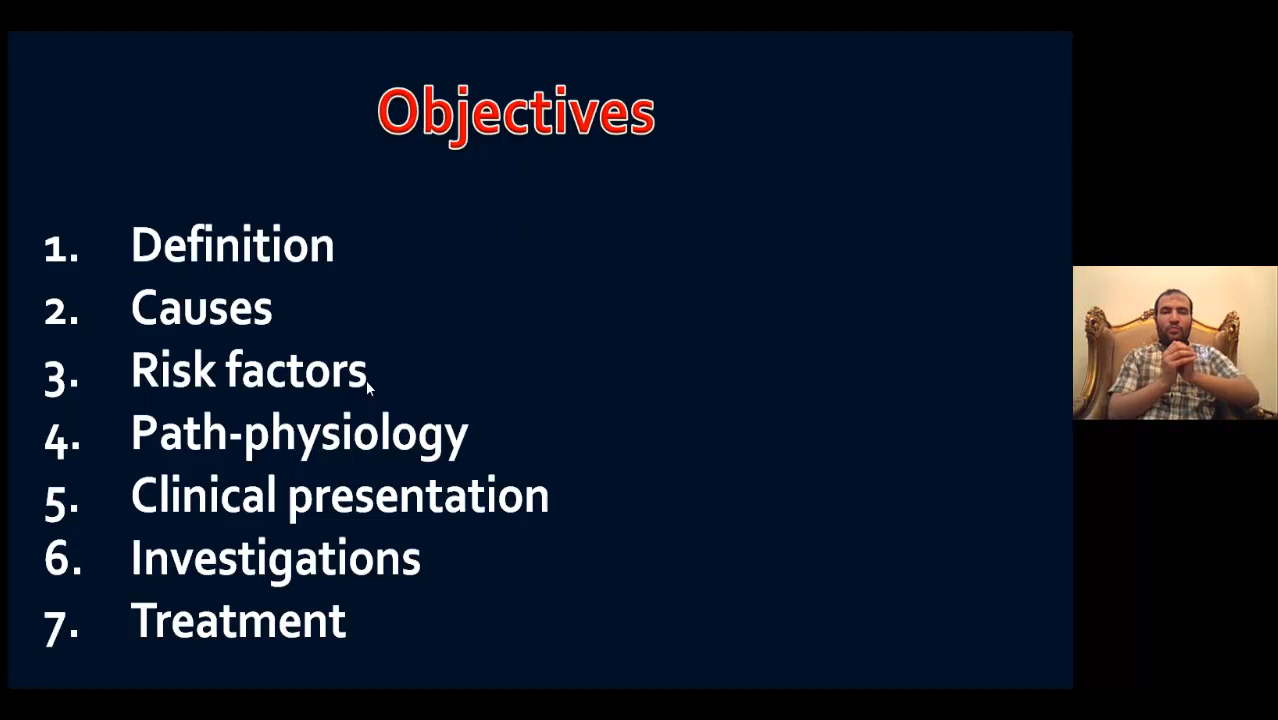 Objectives
1. Definition
2. Causes
3. Risk factors
4. Path-physiology
5. Clinical presentation
6. Investigations
7. Treatment